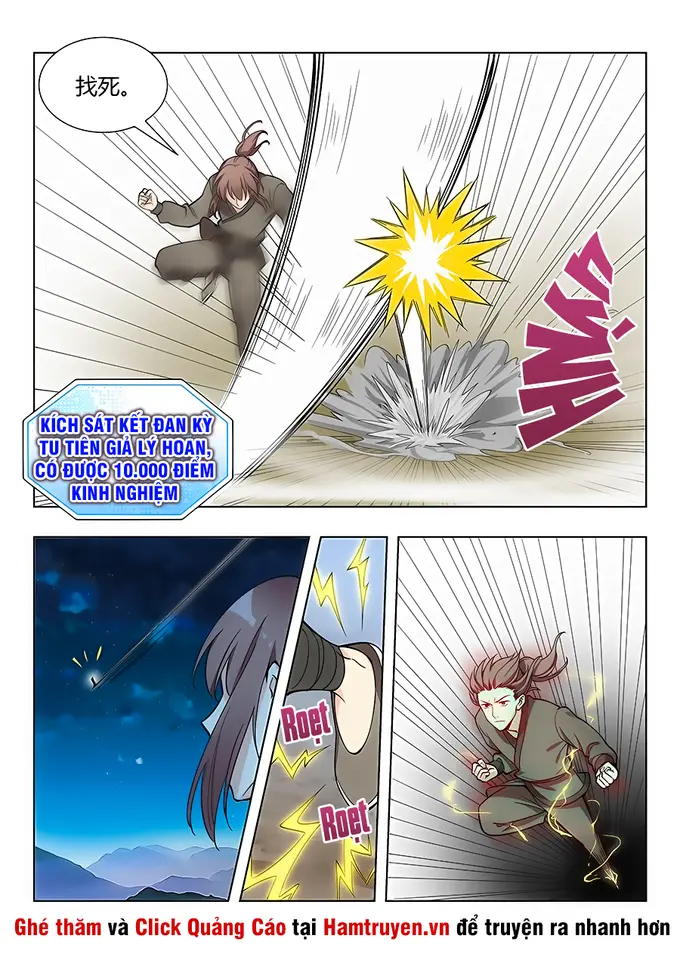 找死。
ẦM
KÍCH SÁT KẾT ĐAN KỲ
TU TIÊN GIẢ LÝ HOAN,
CÓ ĐƯỢC 10.000 ĐIỂM
KINH NGHIỆM
Roẹt
Roẹt
Ghé thăm và Click Quảng Cáo tại Hamtruyen.vn để truyện ra nhanh hơn